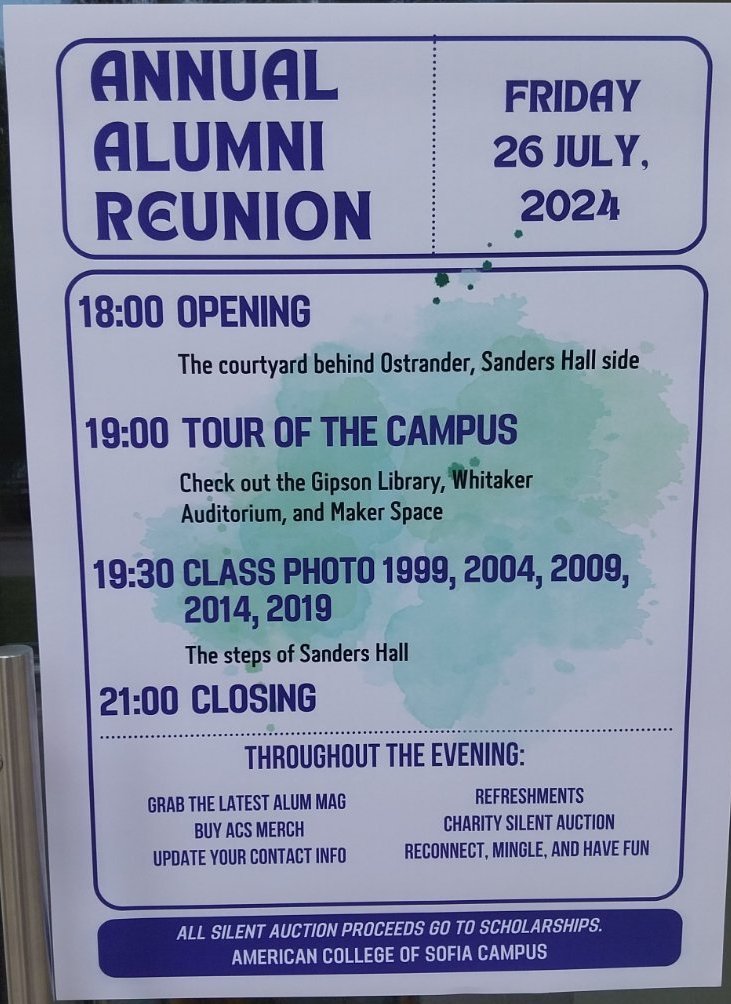 ANNUAL
ALUMNI
REUNION
FRIDAY
26 JULY,
2024
18:00 OPENING
The courtyard behind Ostrander, Sanders Hall side
19:00 TOUR OF THE CAMPUS
Check out the Gipson Library, Whitaker
Auditorium, and Maker Space
19:30 CLASS PHOTO 1999, 2004, 2009,
2014, 2019
The steps of Sanders Hall
21:00 CLOSING
THROUGHOUT THE EVENING:
GRAB THE LATEST ALUM MAG
BUY ACS MERCH
UPDATE YOUR CONTACT INFO
REFRESHMENTS
CHARITY SILENT AUCTION
RECONNECT, MINGLE, AND HAVE FUN
ALL SILENT AUCTION PROCEEDS GO TO SCHOLARSHIPS.
AMERICAN COLLEGE OF SOFIA CAMPUS